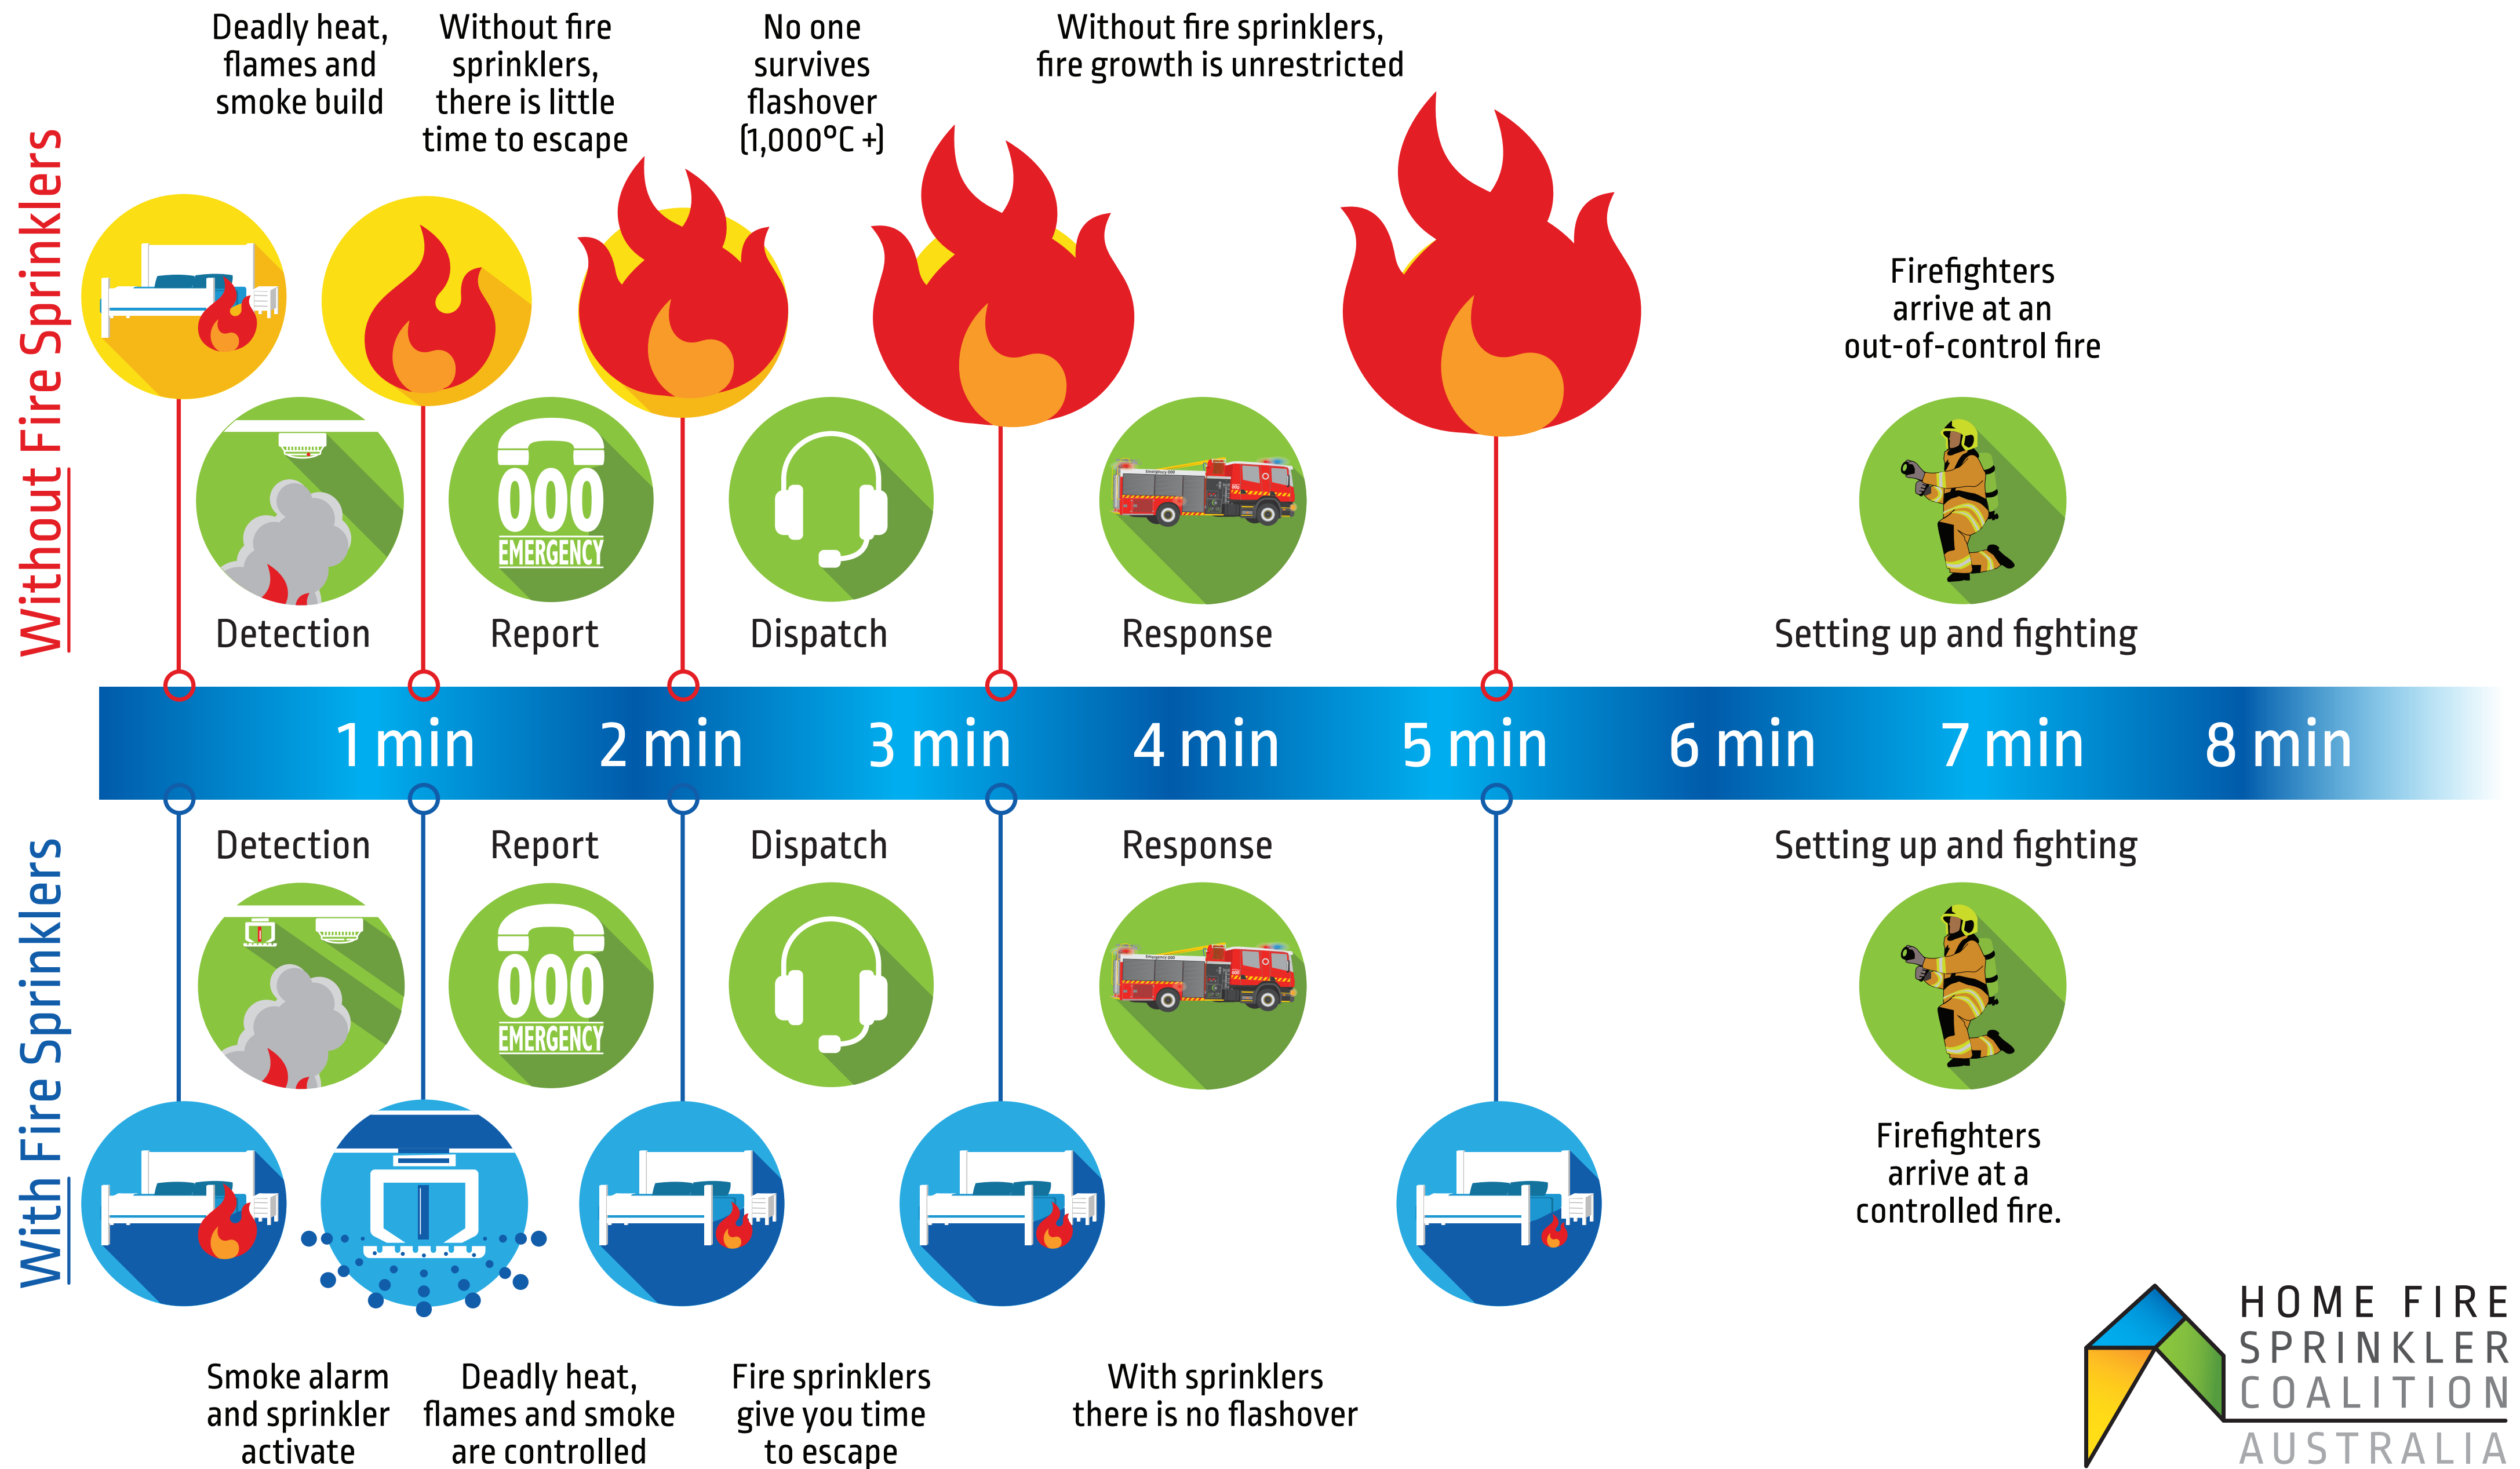 Without Fire Sprinklers
Deadly heat,
flames and
smoke build
Without fire
sprinklers,
there is little
time to escape
No one
survives
flashover
(1,000ºC +)
Without fire sprinklers,
fire growth is unrestricted
Firefighters
arrive at an
out-of-control fire
000
EMERGENCY
Detection
Report
Dispatch
Response
Setting up and fighting
1 min
2 min
3 min
4 min
5 min
6 min
7 min
8 min
With Fire Sprinklers
Detection
Report
Dispatch
Response
Setting up and fighting
000
EMERGENCY
Firefighters
arrive at a
controlled fire.
Smoke alarm
and sprinkler
activate
Deadly heat,
flames and smoke
are controlled
Fire sprinklers
give you time
to escape
With sprinklers
there is no flashover
HOME FIRE
SPRINKLER
COALITION
AUSTRALIA